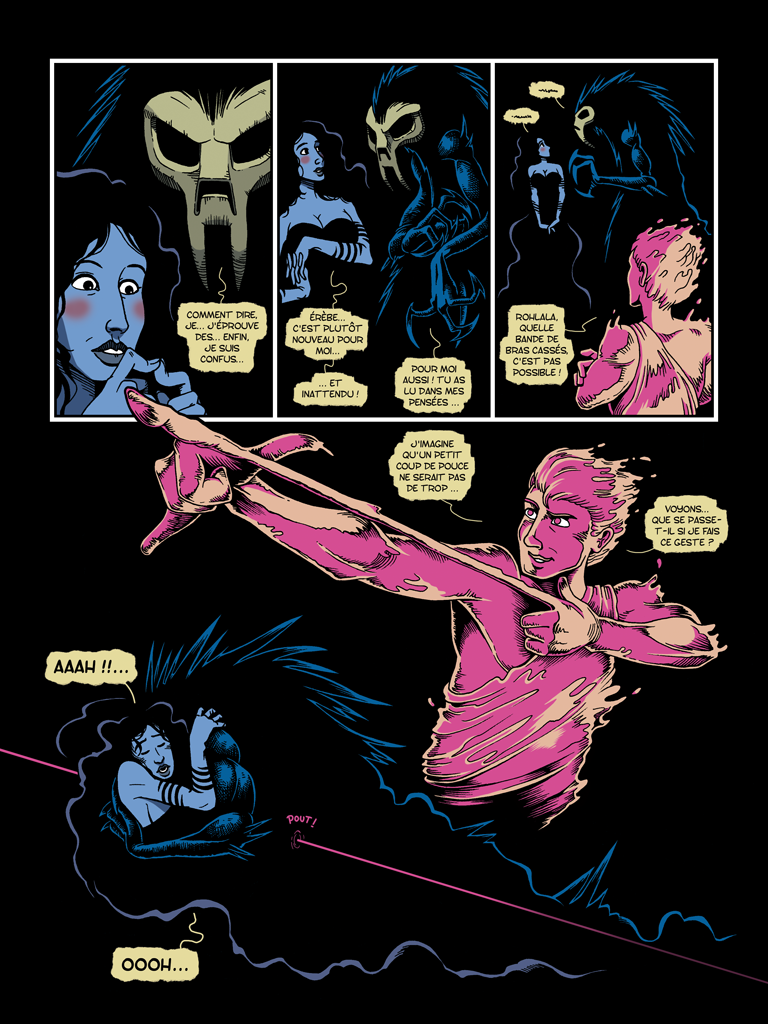 COMMENT DIRE,
JE... J'ÉPROUVE
DES... ENFIN,
JE SUIS
CONFUS...
ÉRÈBE...
C'EST PLUTÔT
NOUVEAU POUR
MOI...
... ET
INATTENDU !
POUR MOI
AUSSI ! TU AS
LU DANS MES
PENSÉES ...
ROHLALA,
QUELLE
BANDE DE
BRAS CASSÉS,
C'EST PAS
POSSIBLE !
J'IMAGINE
QU'UN PETIT
COUP DE POUCE
NE SERAIT PAS
DE TROP ...
VOYONS...
QUE SE PASSE-
T-IL SI JE FAIS
CE GESTE ?
AAAH !!...
POUT!
OOOH...